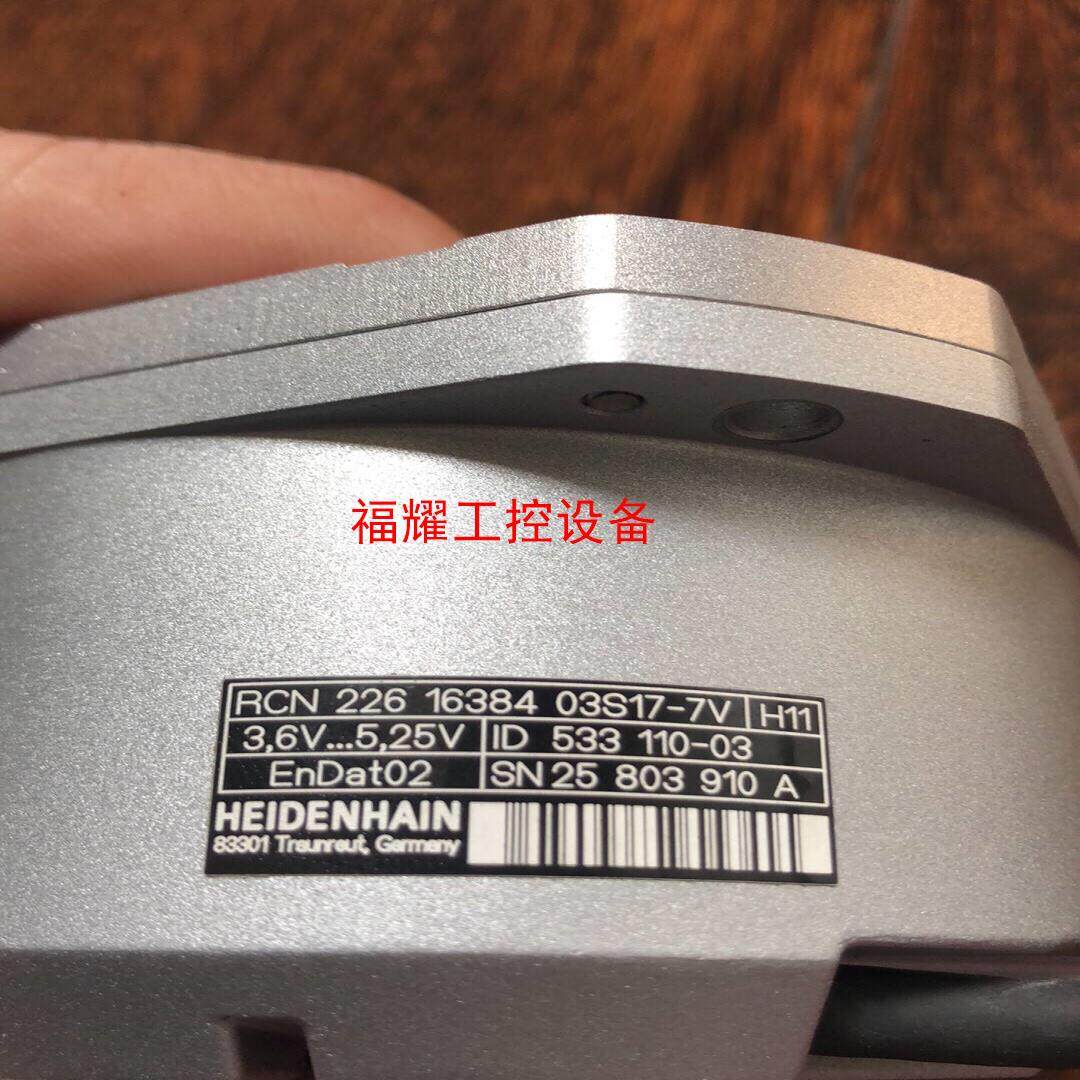 福耀工控设备
RCN 226 16384 03S17-7V H11
3,6V...5,25V ID 533 110-03
EnDat02 SN 25 803 910 A
HEIDENHAIN
83301 Traunreut, Germany